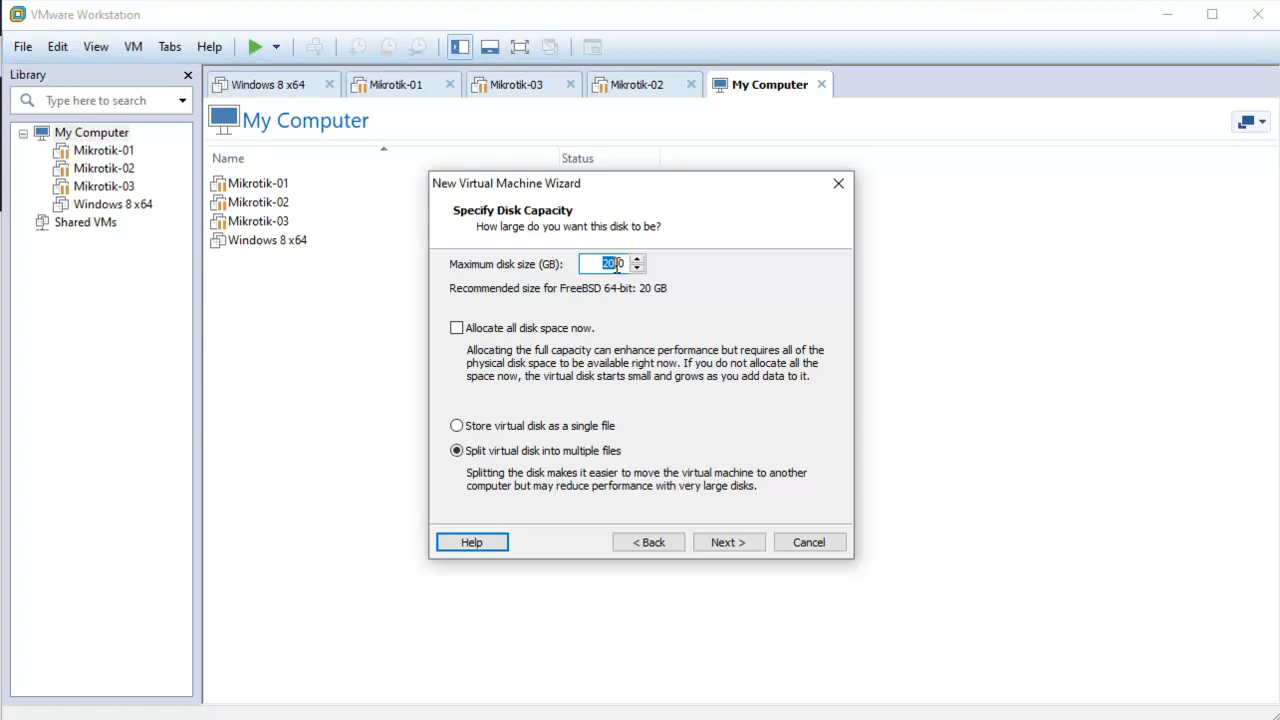 VMware Workstation
File Edit View VM Tabs Help
Library
Type here to search
My Computer
Mikrotik-01
Mikrotik-02
Mikrotik-03
Windows 8 x64
Shared VMs
Windows 8 x64 Mikrotik-01 Mikrotik-03 Mikrotik-02 My Computer
My Computer
Name Status
Mikrotik-01
Mikrotik-02
Mikrotik-03
Windows 8 x64
New Virtual Machine Wizard
Specify Disk Capacity
How large do you want this disk to be?
Maximum disk size (GB):
Recommended size for FreeBSD 64-bit: 20 GB
Allocate all disk space now.
Allocating the full capacity can enhance performance but requires all of the
physical disk space to be available right now. If you do not allocate all the
space now, the virtual disk starts small and grows as you add data to it.
Store virtual disk as a single file
Split virtual disk into multiple files
Splitting the disk makes it easier to move the virtual machine to another
computer but may reduce performance with very large disks.
Help < Back Next > Cancel